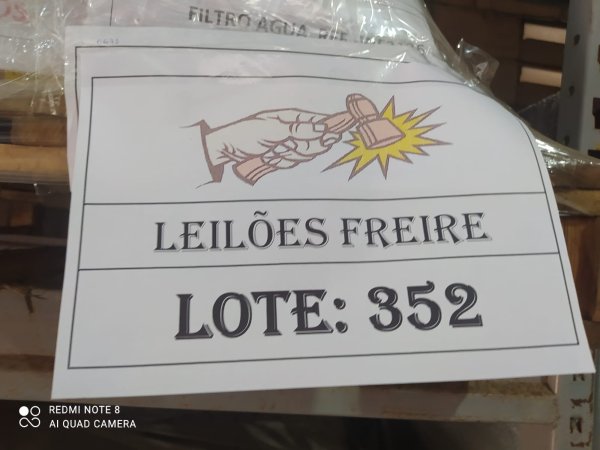 FILTRO AGUA
LEILÕES FREIRE
LOTE: 352
REDMI NOTE 8
AI QUAD CAMERA